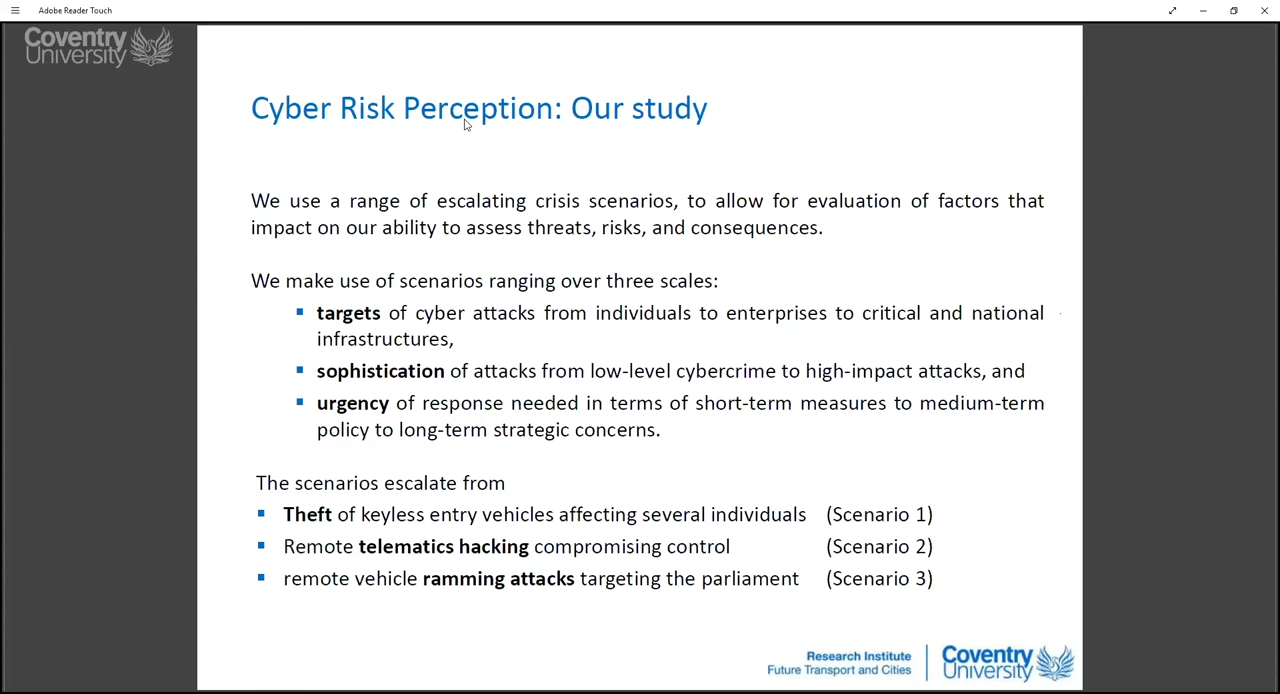 Adobe Reader Touch
Coventry
University
Cyber Risk Perception: Our study
We use a range of escalating crisis scenarios, to allow for evaluation of factors that
impact on our ability to assess threats, risks, and consequences.
We make use of scenarios ranging over three scales:
▪ targets of cyber attacks from individuals to enterprises to critical and national
infrastructures,
▪ sophistication of attacks from low-level cybercrime to high-impact attacks, and
▪ urgency of response needed in terms of short-term measures to medium-term
policy to long-term strategic concerns.
The scenarios escalate from
▪ Theft of keyless entry vehicles affecting several individuals (Scenario 1)
▪ Remote telematics hacking compromising control (Scenario 2)
▪ remote vehicle ramming attacks targeting the parliament (Scenario 3)
Research Institute
Future Transport and Cities
Coventry
University